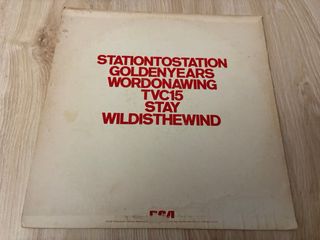 STATIONTOSTATION
GOLDENYEARS
WORDONAWING
TVC15
STAY
WILDISTHEWIND
RCA